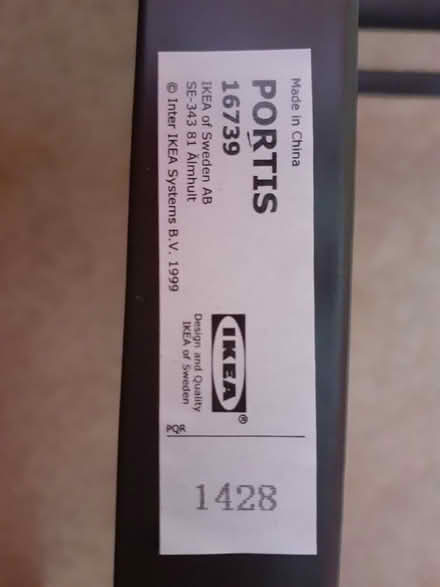 Made in China
PORTIS
16739
IKEA of Sweden AB
SE-343 81 Älmhult
© Inter IKEA Systems B.V. 1999
IKEA®
Design and Quality
IKEA of Sweden
PQR
1428